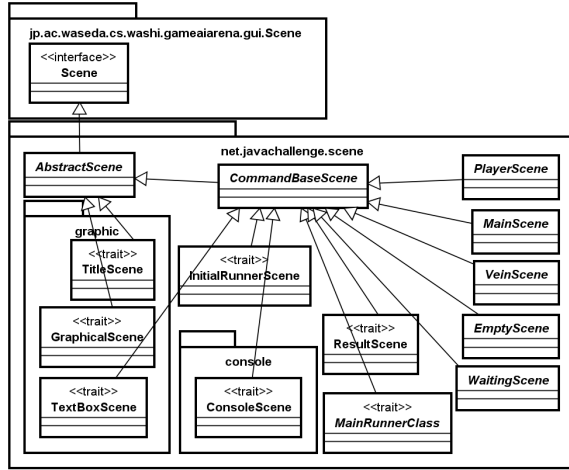 jp.ac.waseda.cs.washi.gameaiarena.gui.Scene
<<interface>>
Scene
net.javachallenge.scene
AbstractScene
CommandBaseScene
PlayerScene
MainScene
VeinScene
EmptyScene
WaitingScene
graphic
<<trait>>
TitleScene
<<trait>>
GraphicalScene
<<trait>>
TextBoxScene
<<trait>>
InitialRunnerScene
console
<<trait>>
ConsoleScene
<<trait>>
ResultScene
<<trait>>
MainRunnerClass